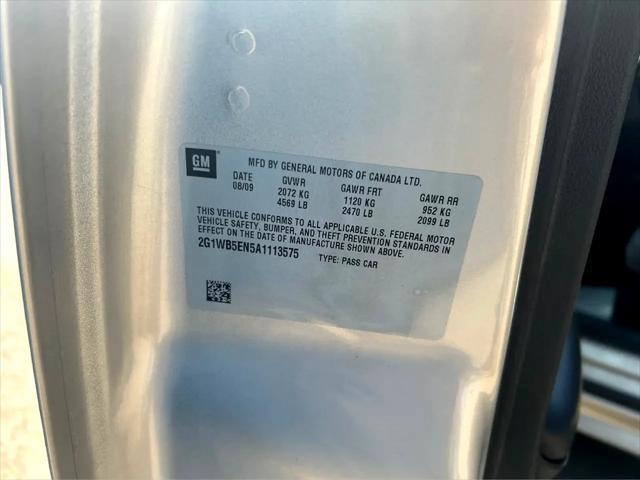 GM
MFD BY GENERAL MOTORS OF CANADA LTD.
DATE GVWR GAWR FRT GAWR RR
08/09 2072 KG 1120 KG 952 KG
4569 LB 2470 LB 2099 LB
THIS VEHICLE CONFORMS TO ALL APPLICABLE U.S. FEDERAL MOTOR
VEHICLE SAFETY, BUMPER, AND THEFT PREVENTION STANDARDS IN
EFFECT ON THE DATE OF MANUFACTURE SHOWN ABOVE.
2G1WB5EN5A1113575 TYPE: PASS CAR